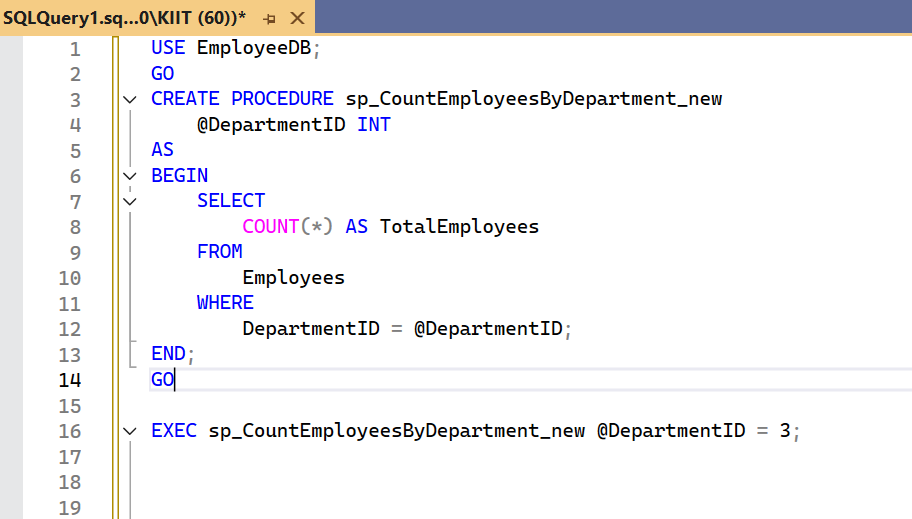 SQLQuery1.sq...0\KIIT (60))*
1 USE EmployeeDB;
2 GO
3 CREATE PROCEDURE sp_CountEmployeesByDepartment_new
4 @DepartmentID INT
5 AS
6 BEGIN
7 SELECT
8 COUNT(*) AS TotalEmployees
9 FROM
10 Employees
11 WHERE
12 DepartmentID = @DepartmentID;
13 END;
14 GO
15
16 EXEC sp_CountEmployeesByDepartment_new @DepartmentID = 3;
17
18
19